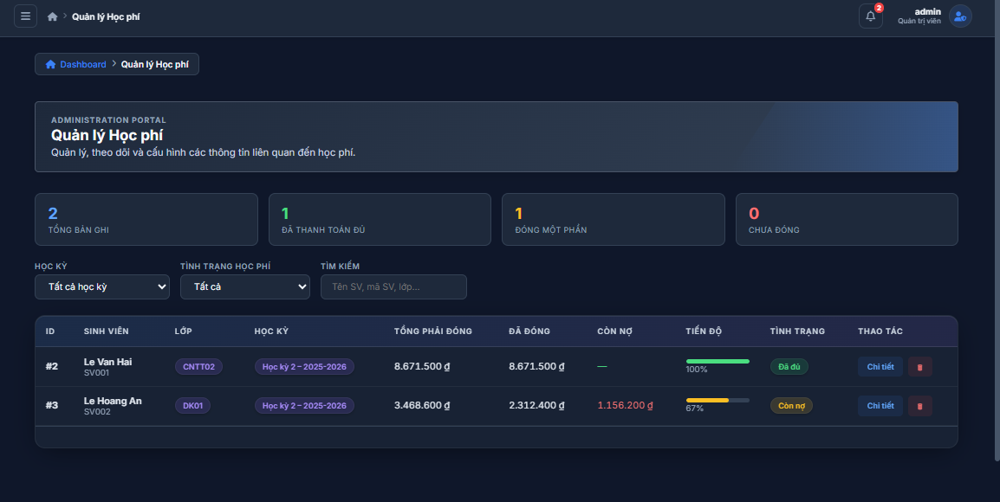 Quản lý Học phí
2
admin
Quản trị viên
Dashboard > Quản lý Học phí
ADMINISTRATION PORTAL
Quản lý Học phí
Quản lý, theo dõi và cấu hình các thông tin liên quan đến học phí.
2
TỔNG BẢN GHI
1
ĐÃ THANH TOÁN ĐỦ
1
ĐÓNG MỘT PHẦN
0
CHƯA ĐÓNG
HỌC KỲ
Tất cả học kỳ
TÌNH TRẠNG HỌC PHÍ
Tất cả
TÌM KIẾM
Tên SV, mã SV, lớp...
ID SINH VIÊN LỚP HỌC KỲ TỔNG PHẢI ĐÓNG ĐÃ ĐÓNG CÒN NỢ TIẾN ĐỘ TÌNH TRẠNG THAO TÁC
#2 Le Van Hai CNTT02 Học kỳ 2 – 2025-2026 8.671.500 ₫ 8.671.500 ₫ — Đã đủ Chi tiết
SV001 100%
#3 Le Hoang An DK01 Học kỳ 2 – 2025-2026 3.468.600 ₫ 2.312.400 ₫ 1.156.200 ₫ Còn nợ Chi tiết
SV002 67%